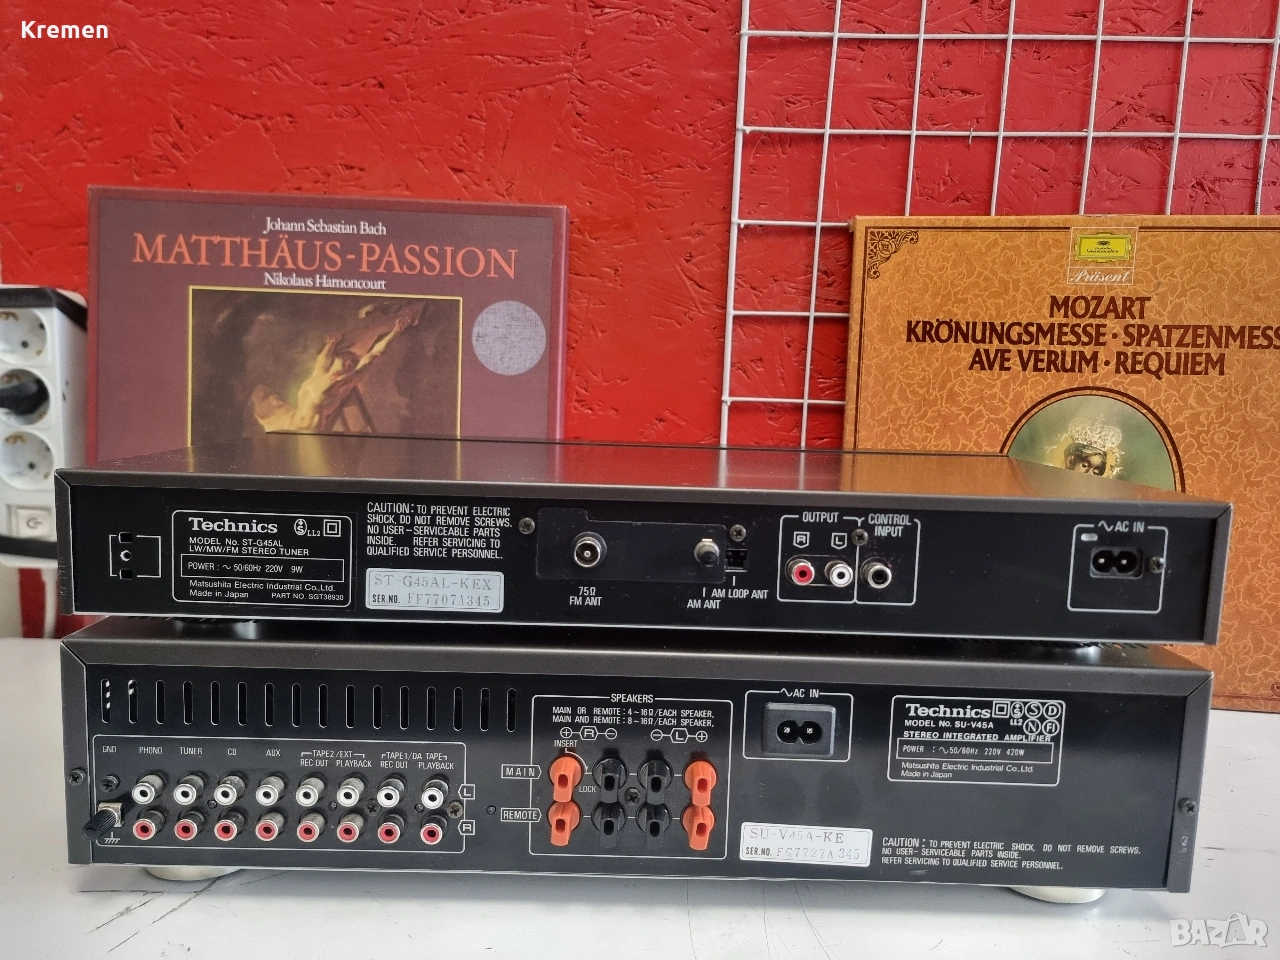 Kremen
Johann Sebastian Bach
MATTHÄUS-PASSION
Nikolaus Harnoncourt
Präsent
MOZART
KRÖNUNGSMESSE · SPATZENMESS
AVE VERUM · REQUIEM
Technics
LL2
MODEL No. ST-G45AL
LW/MW/FM STEREO TUNER
POWER : ~ 50/60Hz 220V 9W
Matsushita Electric Industrial Co., Ltd.
Made in Japan PART NO. SGT38930
CAUTION: TO PREVENT ELECTRIC
SHOCK, DO NOT REMOVE SCREWS.
NO USER-SERVICEABLE PARTS
INSIDE. REFER SERVICING TO
QUALIFIED SERVICE PERSONNEL.
ST-G45AL-KEX
SER.NO. FF7707A345
75Ω
FM ANT
AM LOOP ANT
AM ANT
OUTPUT
R L
CONTROL
INPUT
~AC IN
GND PHONO TUNER CD AUX
TAPE2/EXT
REC OUT PLAYBACK
TAPE1/DA TAPE
REC OUT PLAYBACK
L
R
SPEAKERS
MAIN OR REMOTE: 4~16Ω/EACH SPEAKER.
MAIN AND REMOTE: 8~16Ω/EACH SPEAKER.
+ R - - L +
INSERT
MAIN
LOCK
REMOTE
~AC IN
Technics
LL2
MODEL No. SU-V45A
STEREO INTEGRATED AMPLIFIER
POWER : ~50/60Hz 220V 420W
Matsushita Electric Industrial Co., Ltd.
Made in Japan
SU-V45A-KE
SER.NO. FG7727A345
CAUTION: TO PREVENT ELECTRIC SHOCK, DO NOT REMOVE SCREWS.
NO USER-SERVICEABLE PARTS INSIDE.
REFER SERVICING TO QUALIFIED SERVICE PERSONNEL.
BAZAR